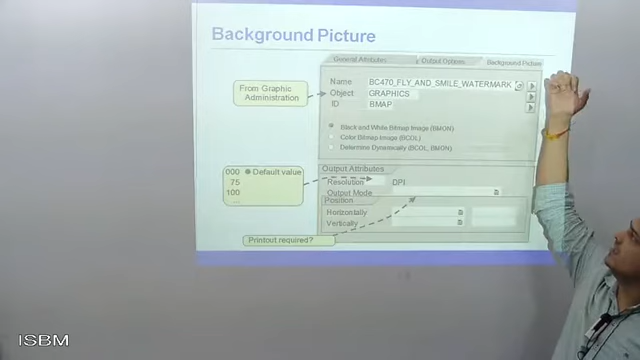 Background Picture
General Attributes
Output Options
Background Picture
From Graphic
Administration
Name
BC470_FLY_AND_SMILE_WATERMARK
Object
GRAPHICS
ID
BMAP
Black and White Bitmap Image (BMON)
Color Bitmap Image (BCOL)
Determine Dynamically (BCOL, BMON)
000
Default value
75
100
Output Attributes
Resolution
DPI
Output Mode
Position
Horizontally
Vertically
Printout required?
ISBM